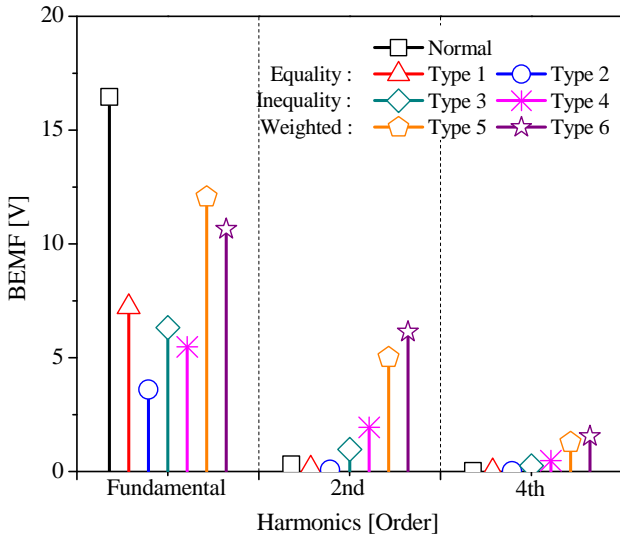 20
15
10
5
0
BEMF [V]
Normal
Equality : Type 1 Type 2
Inequality : Type 3 Type 4
Weighted : Type 5 Type 6
Fundamental 2nd 4th
Harmonics [Order]